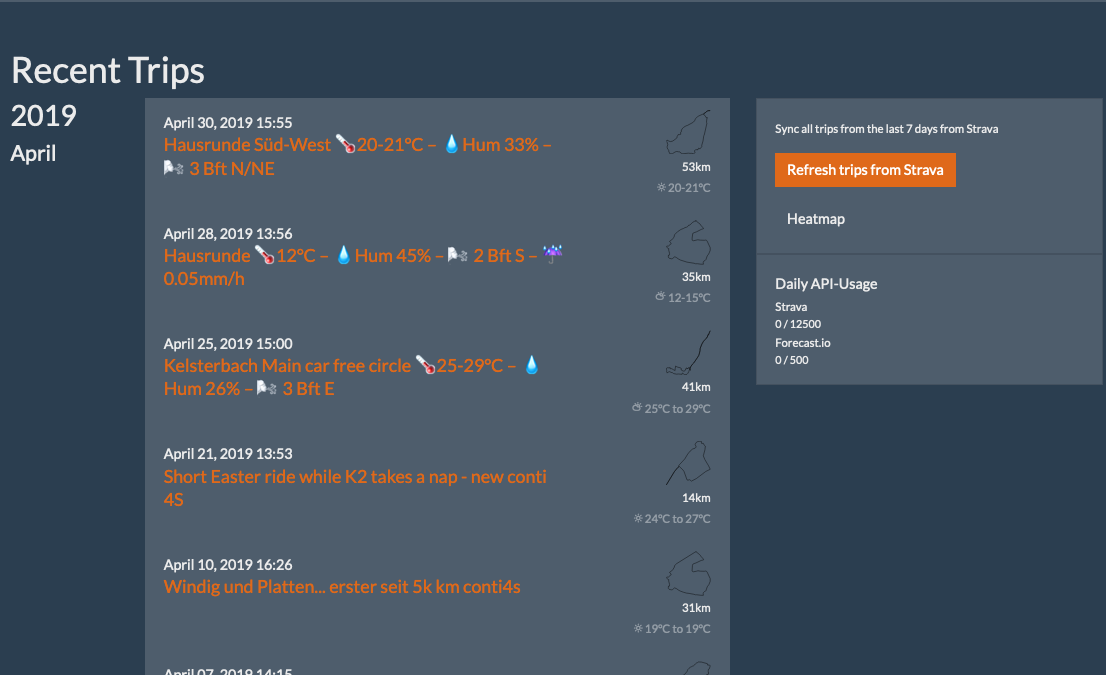 Recent Trips
2019
April
April 30, 2019 15:55
Hausrunde Süd-West 🌡️20-21°C – 💧Hum 33% –
🌬️ 3 Bft N/NE
53km
20-21°C
April 28, 2019 13:56
Hausrunde 🌡️12°C – 💧Hum 45% – 🌬️ 2 Bft S – ☔
0.05mm/h
35km
12-15°C
April 25, 2019 15:00
Kelsterbach Main car free circle 🌡️25-29°C – 💧
Hum 26% – 🌬️ 3 Bft E
41km
25°C to 29°C
April 21, 2019 13:53
Short Easter ride while K2 takes a nap - new conti
4S
14km
24°C to 27°C
April 10, 2019 16:26
Windig und Platten... erster seit 5k km conti4s
31km
19°C to 19°C
April 07, 2019 14:15
Sync all trips from the last 7 days from Strava
Refresh trips from Strava
Heatmap
Daily API-Usage
Strava
0 / 12500
Forecast.io
0 / 500